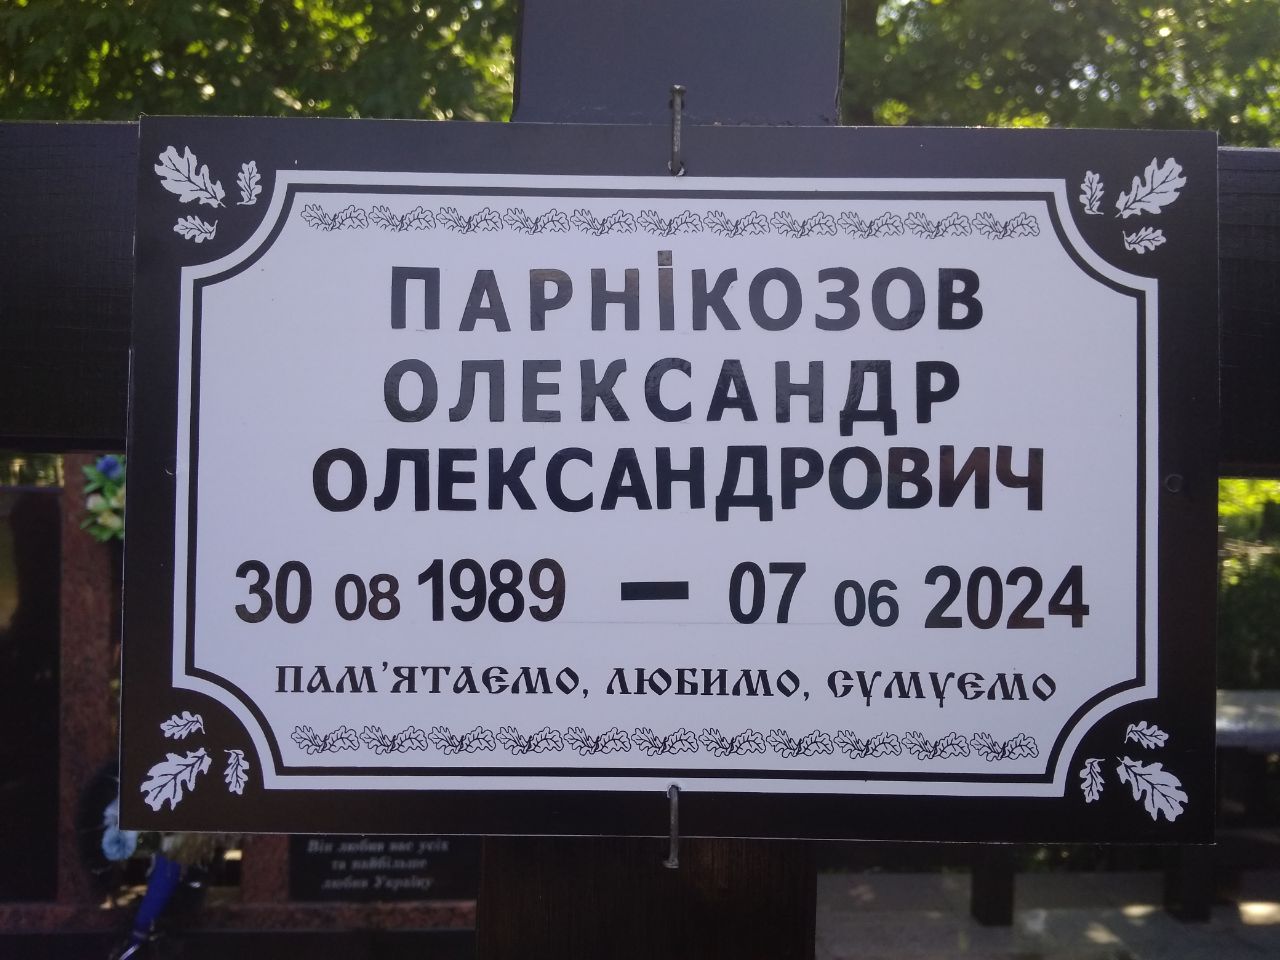 ПАРНІКОЗОВ
ОЛЕКСАНДР
ОЛЕКСАНДРОВИЧ
30 08 1989 — 07 06 2024
ПАМ'ЯТАЄМО, ЛЮБИМО, СУМУЄМО
Він любив нас усіх
та найбільше
любив Україну